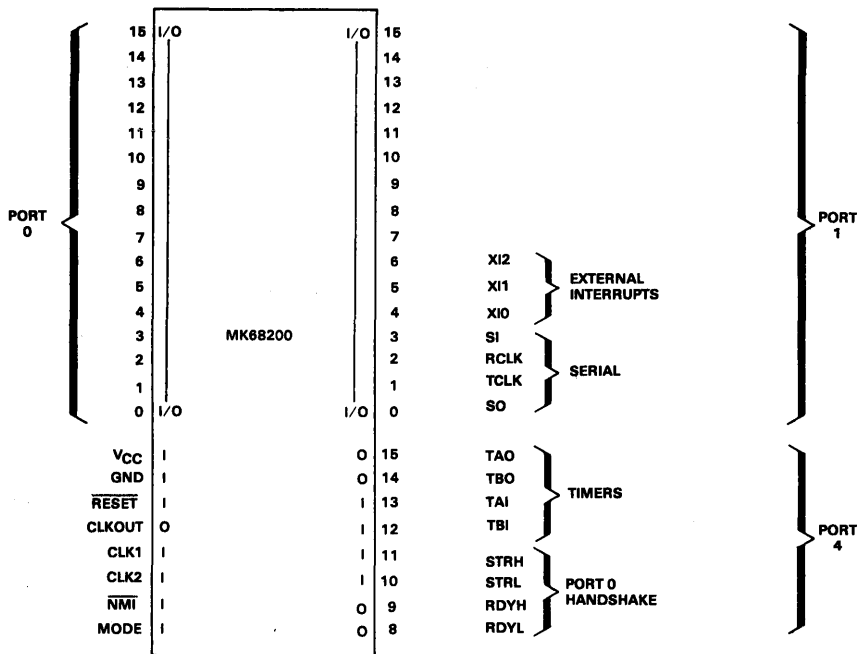 15 I/O I/O 15
14 14
13 13
12 12
11 11
10 10
9 9
8 8
PORT 0
PORT 1
7 7
6 6 XI2
5 5 XI1
EXTERNAL INTERRUPTS
4 4 XI0
3 MK68200 3 SI
2 2 RCLK
SERIAL
1 1 TCLK
0 I/O I/O 0 SO
VCC I O 15 TAO
GND I O 14 TBO
TIMERS
RESET I I 13 TAI
CLKOUT O I 12 TBI
PORT 4
CLK1 I I 11 STRH
CLK2 I I 10 STRL
PORT 0 HANDSHAKE
NMI I O 9 RDYH
MODE I O 8 RDYL